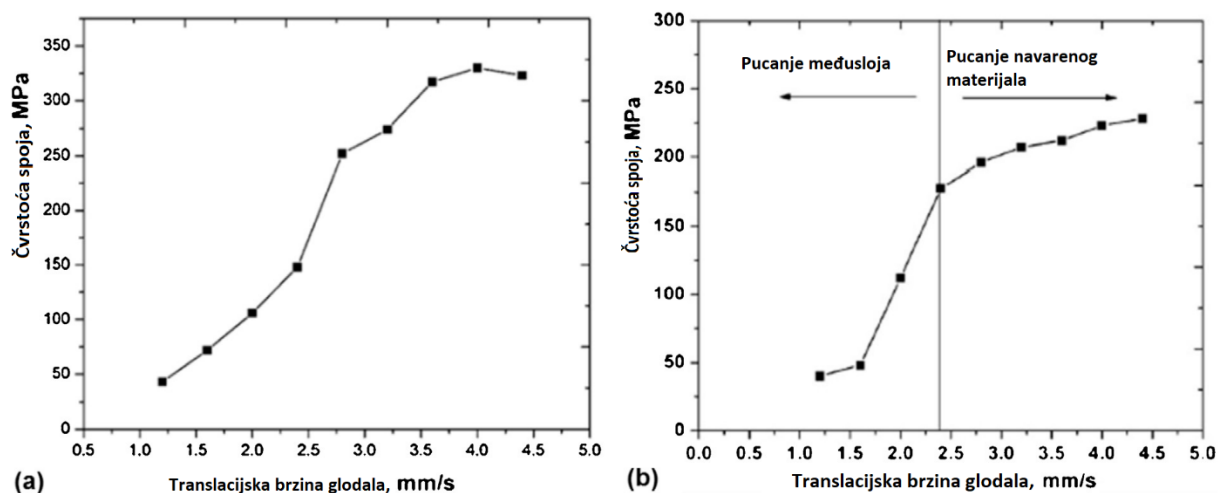 350
300
250
200
150
100
50
0
Čvrstoća spoja, MPa
0.5 1.0 1.5 2.0 2.5 3.0 3.5 4.0 4.5 5.0
(a)
Translacijska brzina glodala, mm/s
300
250
200
150
100
50
0
Čvrstoća spoja, MPa
Pucanje međusloja
Pucanje navarenog
materijala
0.0 0.5 1.0 1.5 2.0 2.5 3.0 3.5 4.0 4.5 5.0
(b)
Translacijska brzina glodala, mm/s